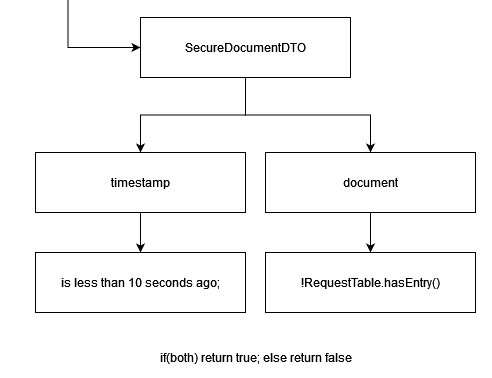 SecureDocumentDTO
timestamp
document
is less than 10 seconds ago;
!RequestTable.hasEntry()
if(both) return true; else return false